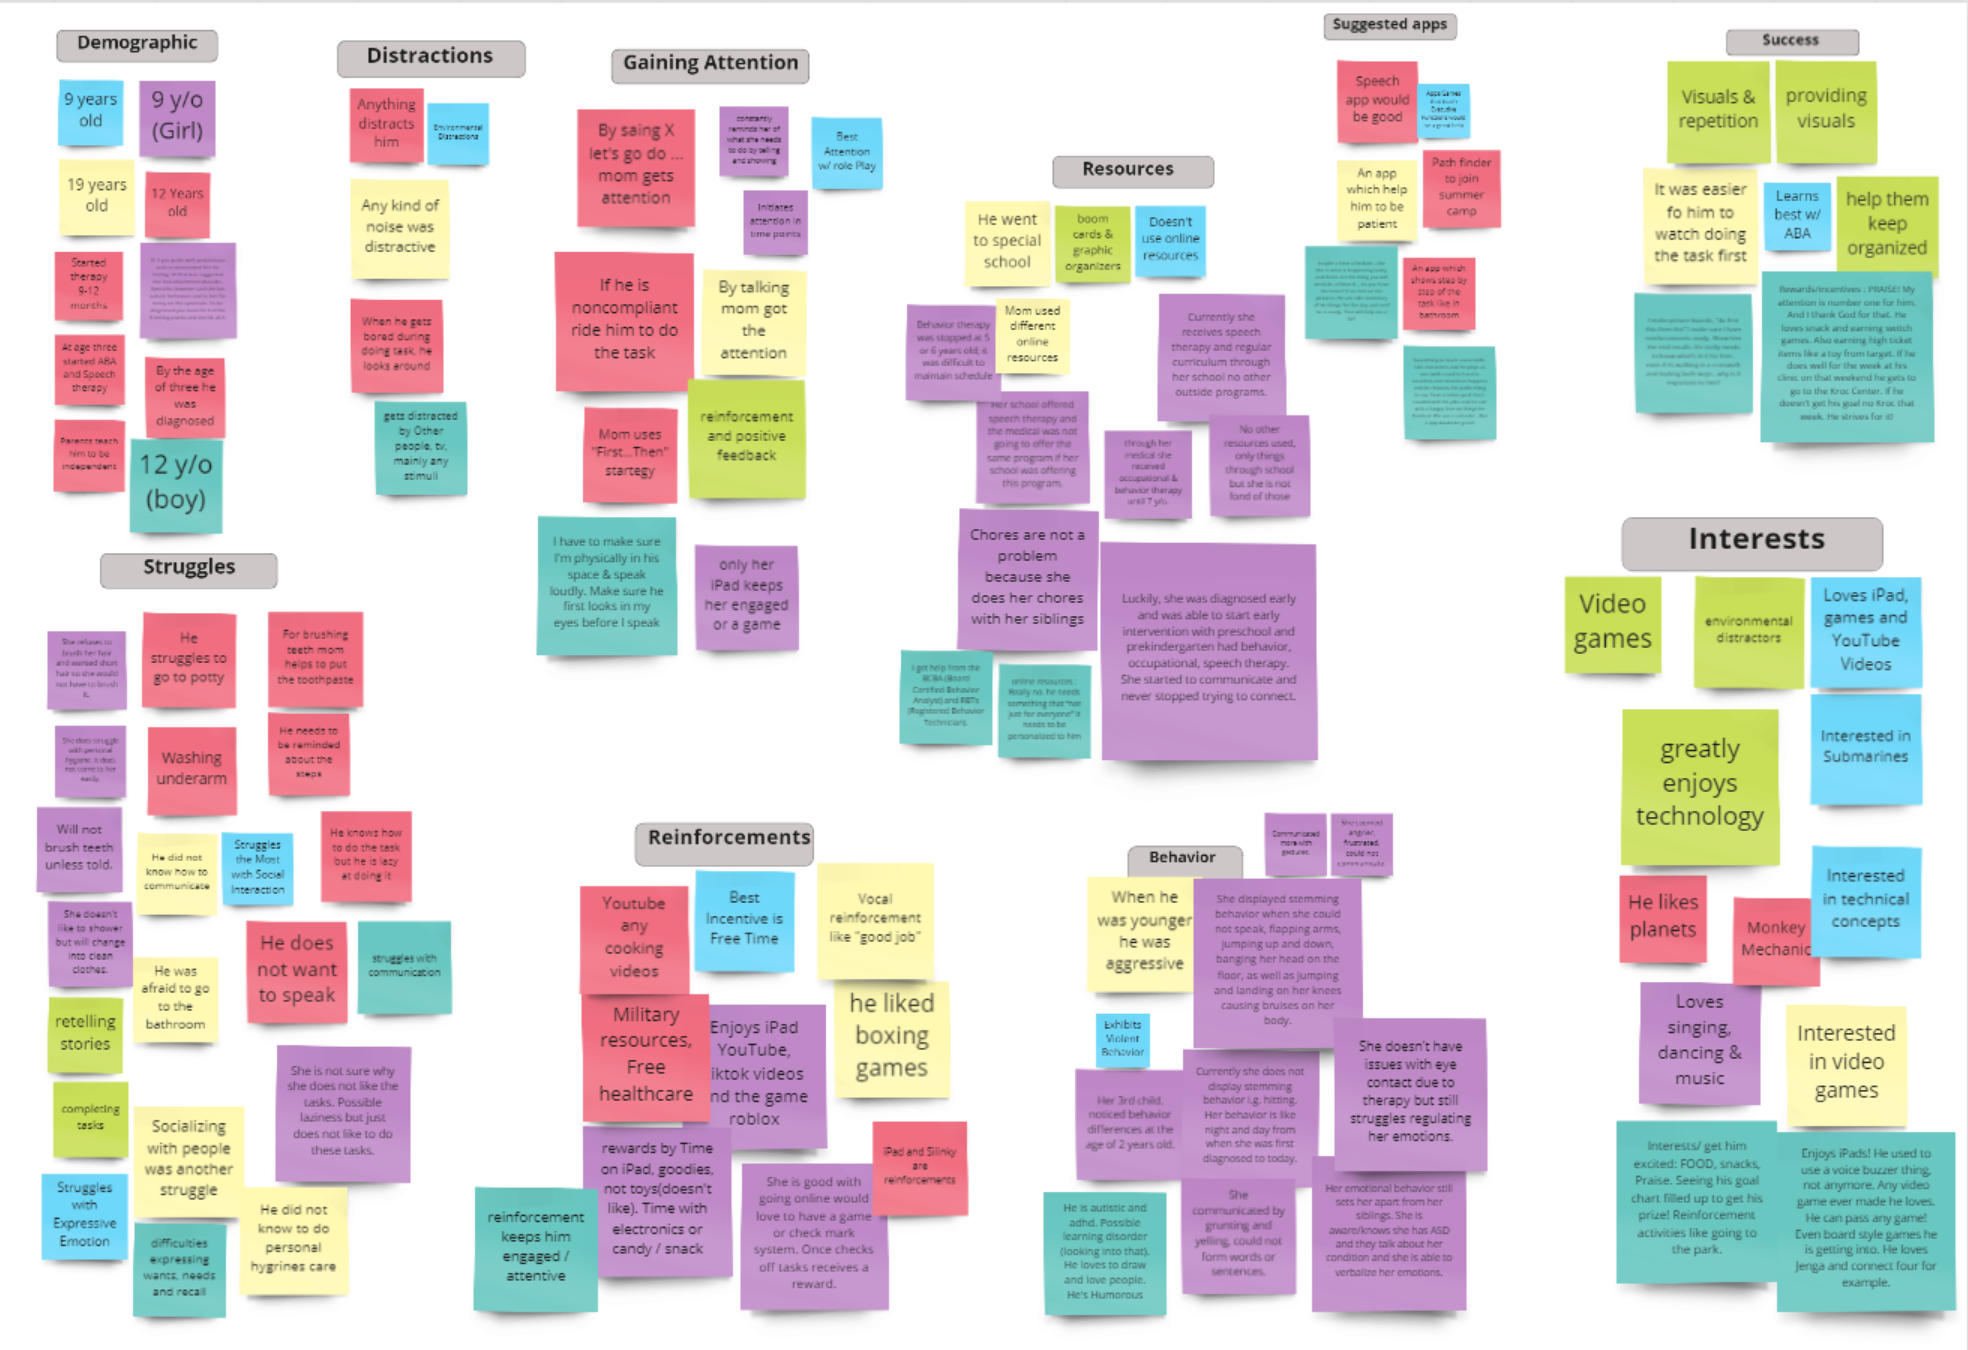 Demographic
9 years
old
9 y/o
(Girl)
19 years
old
12 Years
old
Started
therapy
9-12
months
At age three
started ABA
and Speech
therapy
By the age
of three he
was
diagnosed
Parents teach
him to be
independent
12 y/o
(boy)
Distractions
Anything
distracts
him
Environmental
Distractions
Any kind of
noise was
distractive
When he gets
bored during
doing task, he
looks around
gets distracted
by Other
people, tv,
mainly any
stimuli
Gaining Attention
By saing X
let's go do ...
mom gets
attention
constantly
reminds her of
what she needs
to do by telling
and showing
Best
Attention
w/ role Play
Initiates
attention in
time points
If he is
noncompliant
ride him to do
the task
By talking
mom got
the
attention
Mom uses
"First...Then"
startegy
reinforcement
and positive
feedback
I have to make sure
I'm physically in his
space & speak
loudly. Make sure he
first looks in my
eyes before I speak
only her
iPad keeps
her engaged
or a game
Resources
He went
to special
school
boom
cards &
graphic
organizers
Doesn't
use online
resources
Behavior therapy
was stopped at 5
or 6 years old; it
was difficult to
maintain schedule
Mom used
different
online
resources
Currently she
receives speech
therapy and regular
curriculum through
her school no other
outside programs.
Her school offered
speech therapy and
the medical was not
going to offer the
same program if her
school was offering
this program.
through her
medical she
received
occupational &
behavior therapy
until 7 y/o.
No other
resources used,
only things
through school
but she is not
fond of those
Chores are not a
problem
because she
does her chores
with her siblings
Luckily, she was diagnosed early
and was able to start early
intervention with preschool and
prekindergarten had behavior,
occupational, speech therapy.
She started to communicate and
never stopped trying to connect.
I get help from the
BCBA (Board
Certified Behavior
Analyst) and RBTs
(Registered Behavior
Technicians.
online resources :
Really no. he needs
something that "not
just for everyone" it
needs to be
personalized to him
Suggested apps
Speech
app would
be good
Apps Games
that teach
Executive
Functions would
be a great help
An app
which help
him to be
patient
Path finder
to join
summer
camp
An app which
shows step by
step of the
task like in
bathroom
Success
Visuals &
repetition
providing
visuals
It was easier
fo him to
watch doing
the task first
Learns
best w/
ABA
help them
keep
organized
Rewards/incentives : PRAISE! My
attention is number one for him.
And I thank God for that. He
loves snack and earning switch
games. Also earning high ticket
items like a toy from target. If he
does well for the week at his
clinic on that weekend he gets to
go to the Kroc Center. If he
doesn't get his goal no Kroc that
week. He strives for it!
Struggles
She refuses to
brush her hair
and wanted short
hair so she would
not have to brush
it.
He
struggles to
go to potty
For brushing
teeth mom
helps to put
the toothpaste
She does struggle
with personal
hygiene. It does
not come to her
easily.
Washing
underarm
He needs to
be reminded
about the
steps
Will not
brush teeth
unless told.
He did not
know how to
communicate
Struggles
the Most
with Social
Interaction
He knows how
to do the task
but he is lazy
at doing it
She doesn't
like to shower
but will change
into clean
clothes.
He was
afraid to go
to the
bathroom
He does
not want
to speak
struggles with
communication
retelling
stories
completing
tasks
She is not sure why
she does not like the
tasks. Possible
laziness but just
does not like to do
these tasks.
Socializing
with people
was another
struggle
Struggles
with
Expressive
Emotion
He did not
know to do
personal
hygrines care
difficulties
expressing
wants, needs
and recall
Reinforcements
Youtube
any
cooking
videos
Best
Incentive is
Free Time
Vocal
reinforcement
like "good job"
Military
resources,
Free
healthcare
Enjoys iPad
YouTube,
iktok videos
nd the game
roblox
he liked
boxing
games
rewards by Time
on iPad, goodies,
not toys(doesn't
like). Time with
electronics or
candy / snack
iPad and Slinky
are
reinforcements
reinforcement
keeps him
engaged /
attentive
She is good with
going online would
love to have a game
or check mark
system. Once checks
off tasks receives a
reward.
Behavior
Communicated
more with
gestures.
She seemed
angrier,
frustrated,
could not
communicate
When he
was younger
he was
aggressive
She displayed stemming
behavior when she could
not speak, flapping arms,
jumping up and down,
banging her head on the
floor, as well as jumping
and landing on her knees
causing bruises on her
body.
Exhibits
Violent
Behavior
Her 3rd child,
noticed behavior
differences at the
age of 2 years old.
Currently she does not
display stemming
behavior i.g. hitting.
Her behavior is like
night and day from
when she was first
diagnosed to today.
She doesn't have
issues with eye
contact due to
therapy but still
struggles regulating
her emotions.
He is autistic and
adhd. Possible
learning disorder
(looking into that).
He loves to draw
and love people.
He's Humorous
She
communicated by
grunting and
yelling, could not
form words or
sentences.
Her emotional behavior still
sets her apart from her
siblings. She is
aware/knows she has ASD
and they talk about her
condition and she is able to
verbalize her emotions.
Interests
Video
games
environmental
distractors
Loves iPad,
games and
YouTube
Videos
greatly
enjoys
technology
Interested in
Submarines
He likes
planets
Monkey
Mechanic
Interested
in technical
concepts
Loves
singing,
dancing &
music
Interested
in video
games
Interests/ get him
excited: FOOD, snacks,
Praise. Seeing his goal
chart filled up to get his
prize! Reinforcement
activities like going to
the park.
Enjoys iPads! He used to
use a voice buzzer thing,
not anymore. Any video
game ever made he loves.
He can pass any game!
Even board style games he
is getting into. He loves
Jenga and connect four for
example.